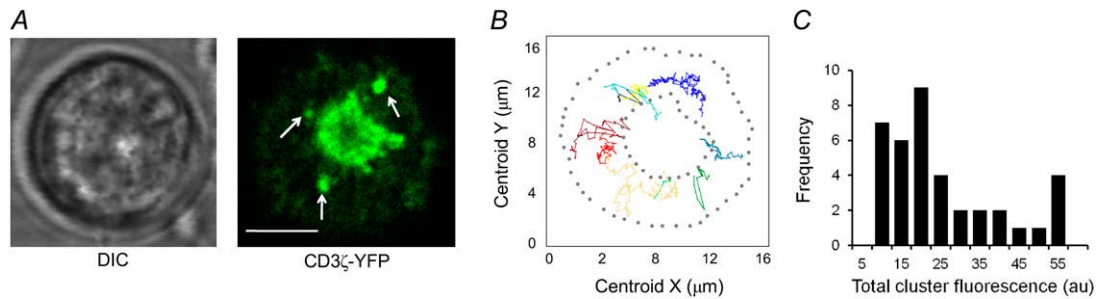 A
B
C
DIC
CD3ζ-YFP
Centroid Y (μm)
16
12
8
4
0
0 2 4 8 12 16
Centroid X (μm)
Frequency
10
8
6
4
2
0
5 15 25 35 45 55
Total cluster fluorescence (au)